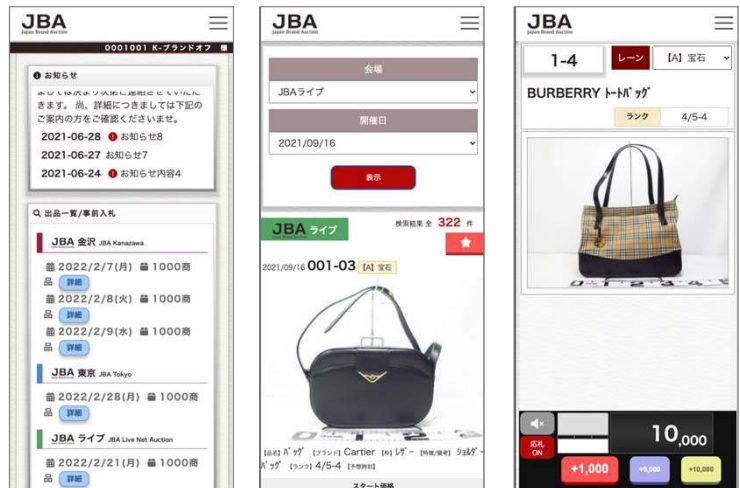 JBA
Japan Brand Auction
0001001 K-ブランドオフ 様
お知らせ
きます。 尚、詳細につきましては下記の
ご案内の方をご確認くださいませ。
2021-06-28 お知らせ8
2021-06-27 お知らせ7
2021-06-24 お知らせ内容4
出品一覧/事前入札
JBA 金沢 JBA Kanazawa
2022/2/7(月) 1000商
品 詳細
2022/2/8(火) 1000商
品 詳細
2022/2/9(水) 1000商
品 詳細
JBA 東京 JBA Tokyo
2022/2/28(月) 1000商
品 詳細
JBA ライブ JBA Live Net Auction
2022/2/21(月) 1000商
品 詳細
JBA
Japan Brand Auction
会場
JBAライブ
開催日
2021/09/16
表示
JBA ライブ
検索結果 全 322 件
2021/09/16 001-03 【A】宝石
[品名] バッグ [ブランド] Cartier [枠] レザー [特徴/備考] ショルダー
バッグ [ランク] 4/5-4 [予想時刻]
スタート価格
JBA
Japan Brand Auction
1-4 レーン 【A】宝石
BURBERRY トートバッグ
ランク 4/5-4
応札
ON
10,000
+1,000 +5,000 +10,000